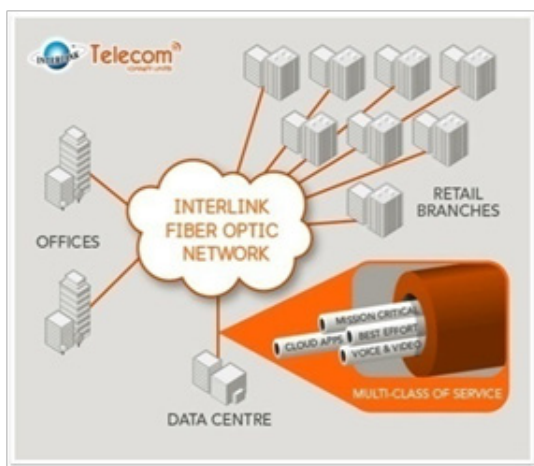 INTERLINK
Telecom
INTERLINK
FIBER OPTIC
NETWORK
OFFICES
RETAIL
BRANCHES
MISSION CRITICAL
CLOUD APPS
BEST EFFORT
VOICE & VIDEO
MULTI-CLASS OF SERVICE
DATA CENTRE